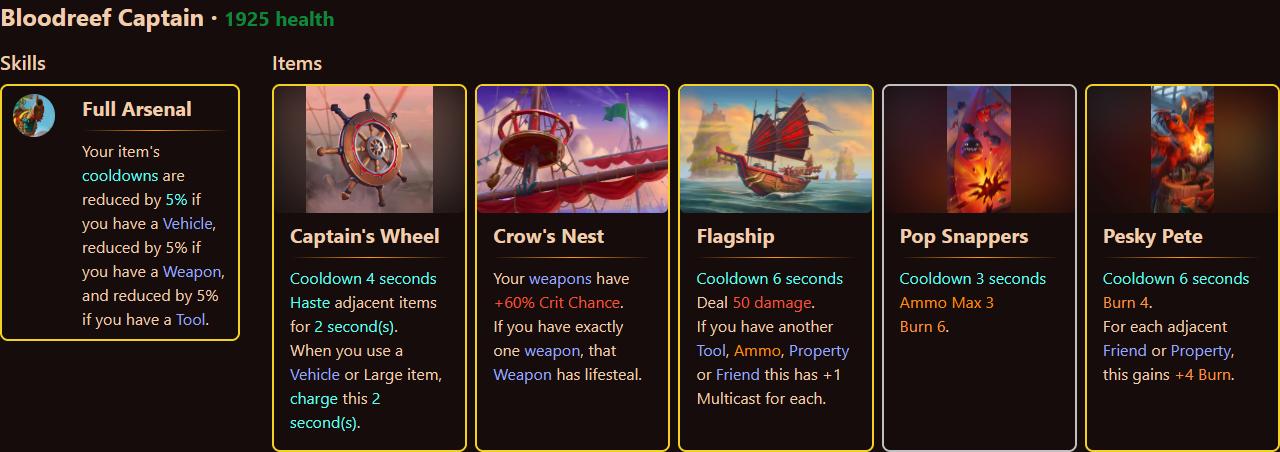 Bloodreef Captain · 1925 health
Skills
Items
Full Arsenal
Your item's
cooldowns are
reduced by 5% if
you have a Vehicle,
reduced by 5% if
you have a Weapon,
and reduced by 5%
if you have a Tool.
Captain's Wheel
Cooldown 4 seconds
Haste adjacent items
for 2 second(s).
When you use a
Vehicle or Large item,
charge this 2
second(s).
Crow's Nest
Your weapons have
+60% Crit Chance.
If you have exactly
one weapon, that
Weapon has lifesteal.
Flagship
Cooldown 6 seconds
Deal 50 damage.
If you have another
Tool, Ammo, Property
or Friend this has +1
Multicast for each.
Pop Snappers
Cooldown 3 seconds
Ammo Max 3
Burn 6.
Pesky Pete
Cooldown 6 seconds
Burn 4.
For each adjacent
Friend or Property,
this gains +4 Burn.